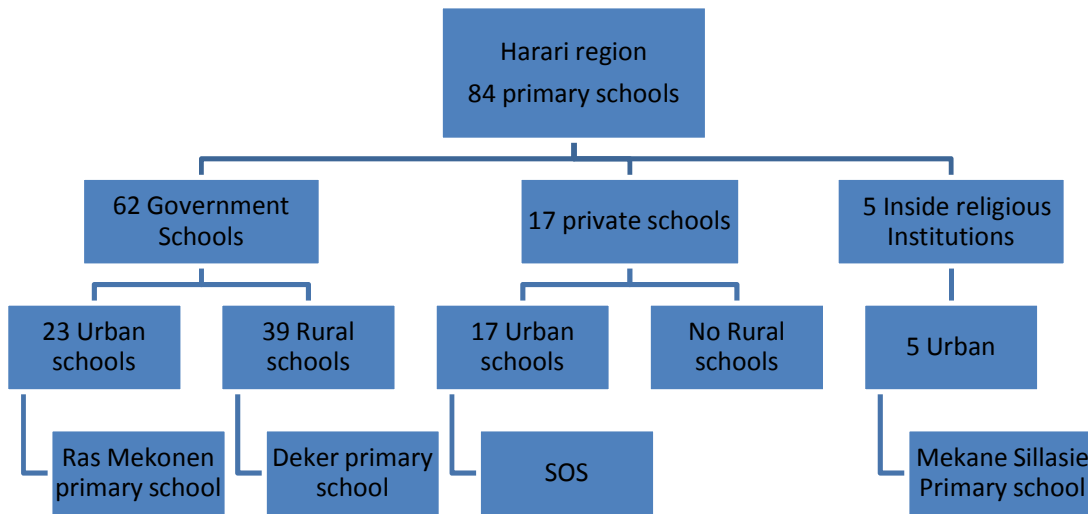 Harari region
84 primary schools
62 Government
Schools
17 private schools
5 Inside religious
Institutions
23 Urban
schools
39 Rural
schools
17 Urban
schools
No Rural
schools
5 Urban
Ras Mekonen
primary school
Deker primary
school
SOS
Mekane Sillasie
Primary school